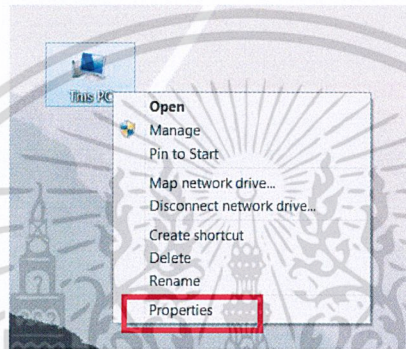 This PC
Open
Manage
Pin to Start
Map network drive...
Disconnect network drive...
Create shortcut
Delete
Rename
Properties